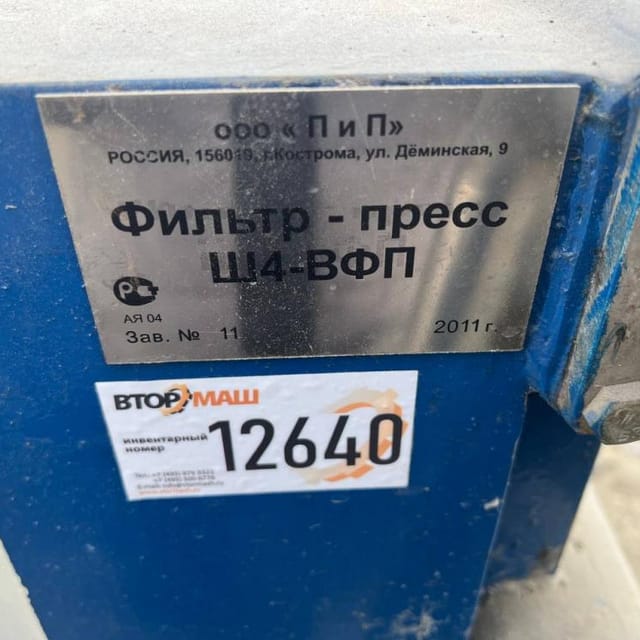 ООО « П и П»
РОССИЯ, 156019, г.Кострома, ул. Дёминская, 9
Фильтр - пресс
Ш4-ВФП
АЯ 04
Зав. № 11 2011 г.
ВТОРМАШ
инвентарный
номер
12640